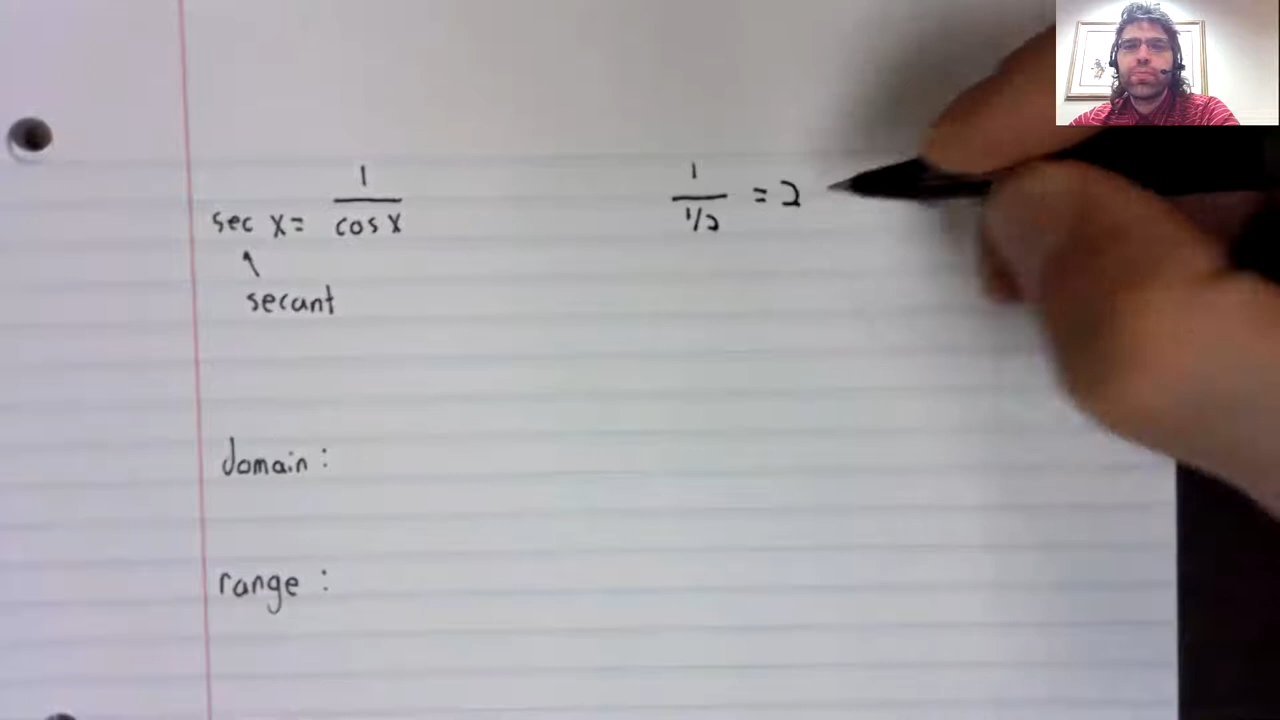 sec x = 1/cos x
1/1/2 = 2
secant
domain :
range :